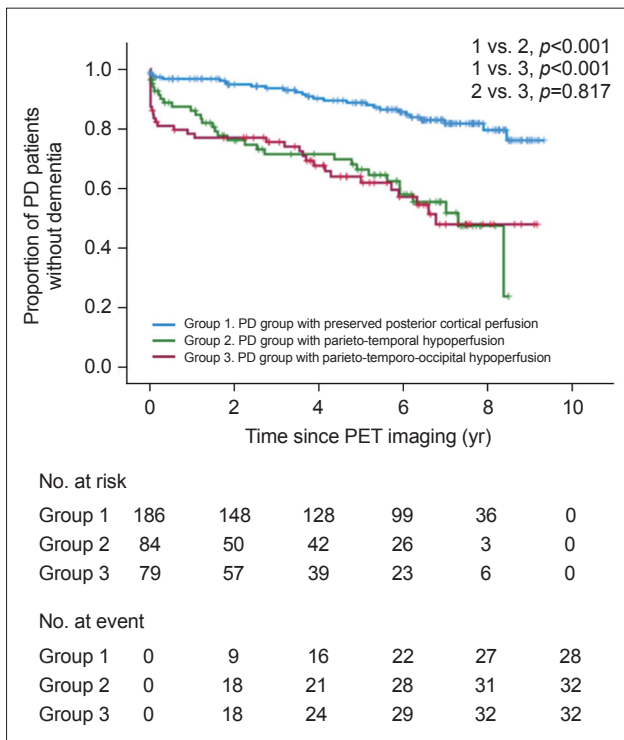 1 vs. 2, p<0.001
1 vs. 3, p<0.001
2 vs. 3, p=0.817
Proportion of PD patients
without dementia
1.0
0.8
0.6
0.4
0.2
0.0
Group 1. PD group with preserved posterior cortical perfusion
Group 2. PD group with parieto-temporal hypoperfusion
Group 3. PD group with parieto-temporo-occipital hypoperfusion
0 2 4 6 8 10
Time since PET imaging (yr)
No. at risk
Group 1 186 148 128 99 36 0
Group 2 84 50 42 26 3 0
Group 3 79 57 39 23 6 0
No. at event
Group 1 0 9 16 22 27 28
Group 2 0 18 21 28 31 32
Group 3 0 18 24 29 32 32